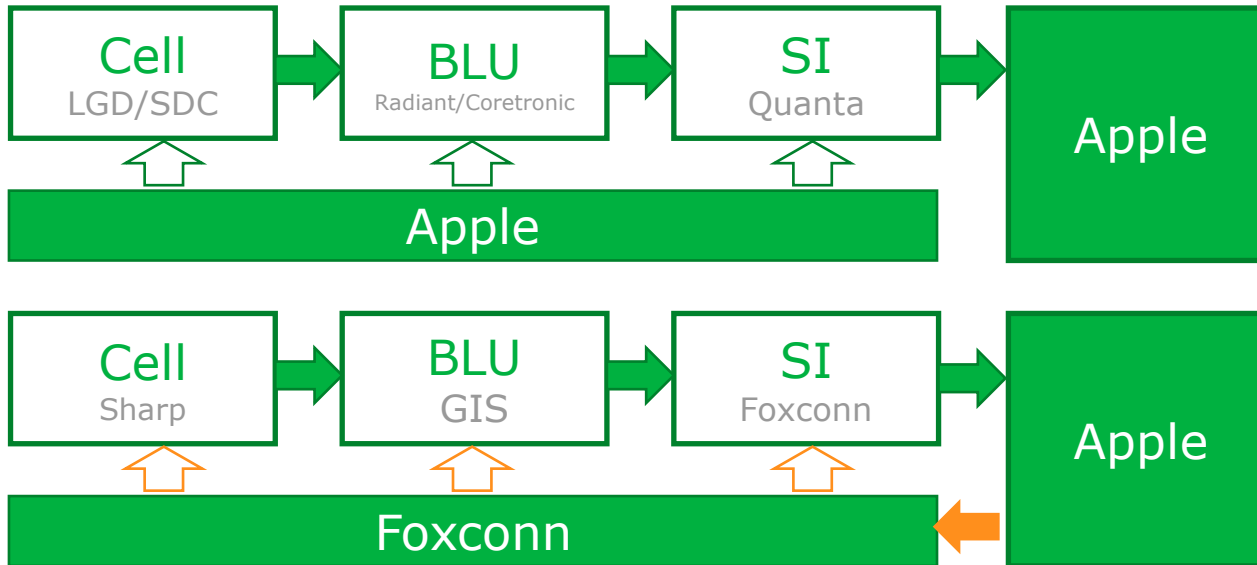 Cell
LGD/SDC
BLU
Radiant/Coretronic
SI
Quanta
Apple
Apple
Cell
Sharp
BLU
GIS
SI
Foxconn
Apple
Foxconn